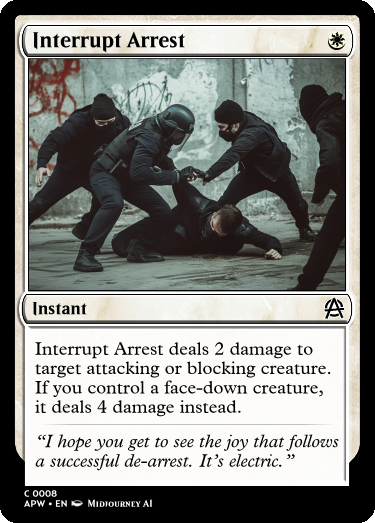 Interrupt Arrest
Instant
Interrupt Arrest deals 2 damage to
target attacking or blocking creature.
If you control a face-down creature,
it deals 4 damage instead.
“I hope you get to see the joy that follows
a successful de-arrest. It’s electric.”
C 0008
APW • EN Midjourney AI